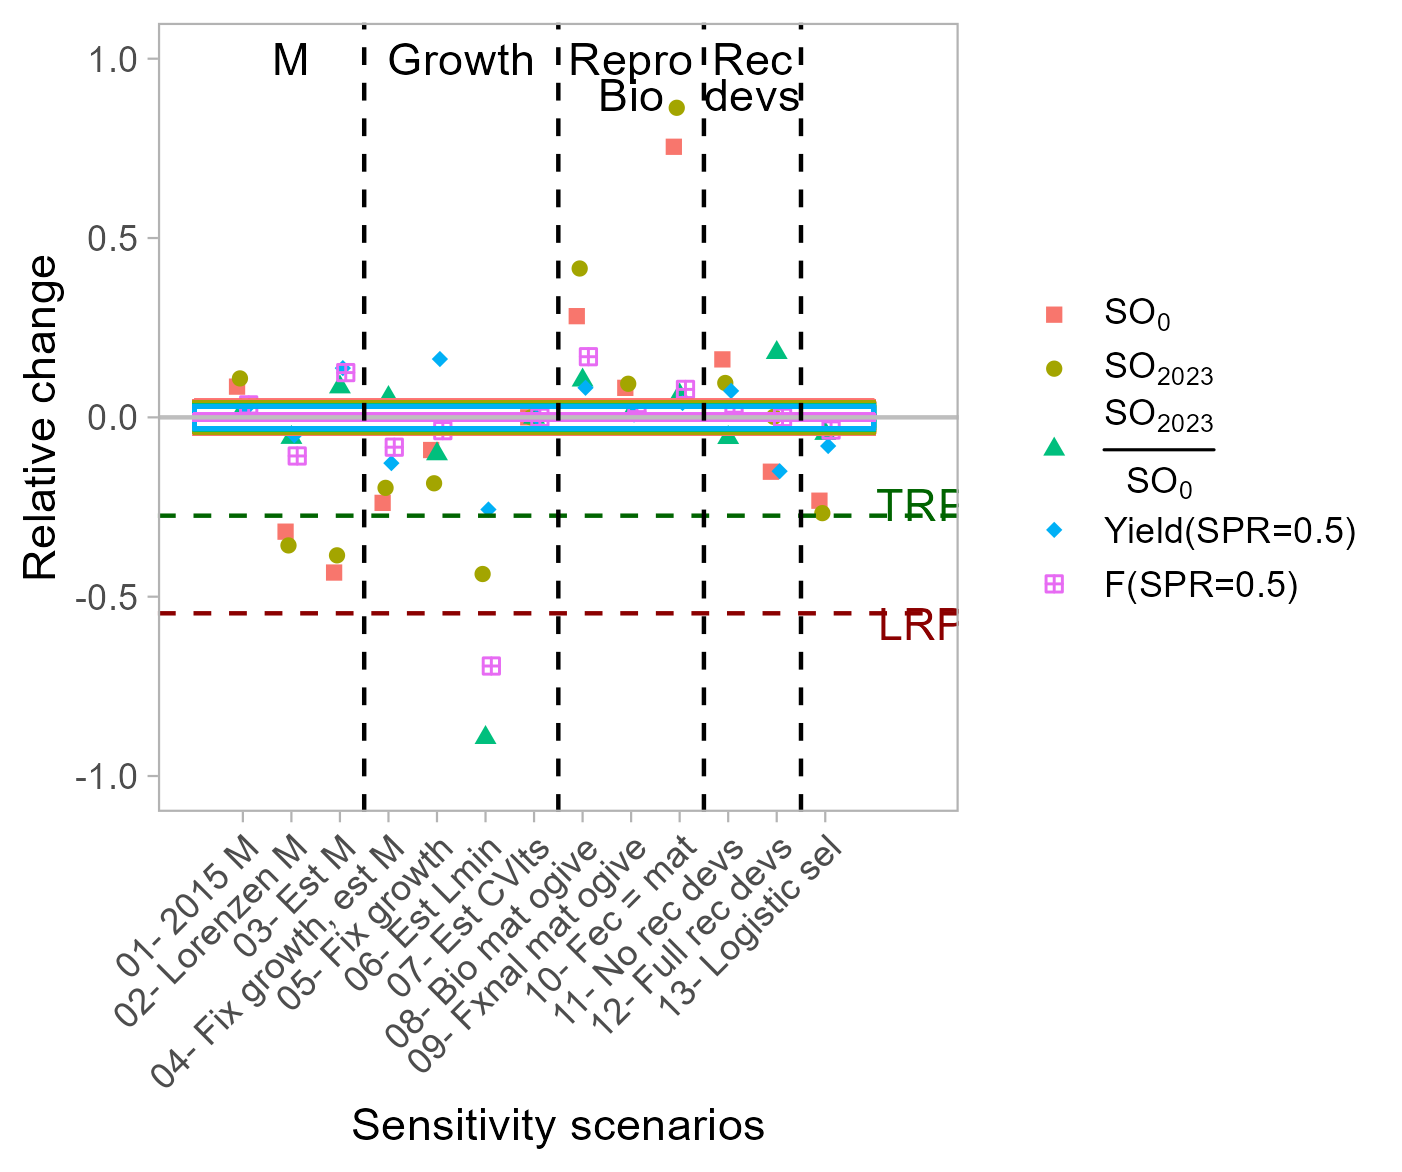 1.0
0.5
0.0
-0.5
-1.0
Relative change
M
Growth
Repro
Bio
Rec
devs
TRP
LRP
01- 2015 M
02- Lorenzen M
03- Est M
04- Fix growth, est M
05- Fix growth
06- Est Lmin
07- Est CVlts
08- Bio mat ogive
09- Fxnal mat ogive
10- Fec = mat
11- No rec devs
12- Full rec devs
13- Logistic sel
Sensitivity scenarios
SO0
SO2023
SO2023
SO0
Yield(SPR=0.5)
F(SPR=0.5)